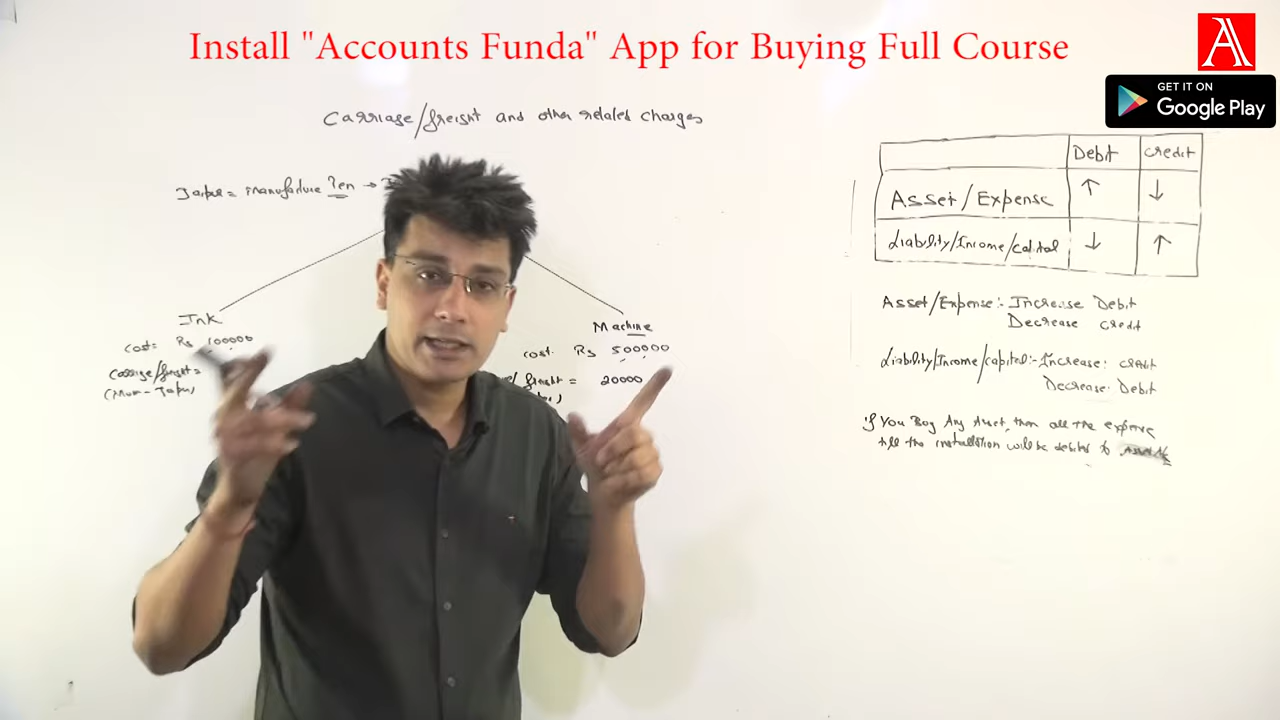 Install "Accounts Funda" App for Buying Full Course
A
GET IT ON
Google Play
Carriage/freight and other related charges
Jaipur = manufacture Pen →
Ink
cost: Rs 100000
Carriage/freight =
(Mum - Jaipur)
Machine
cost. Rs 500000
/ freight = 20000
Debit Credit
Asset/Expense ↑ ↓
Liability/Income/Capital ↓ ↑
Asset/Expense:- Increase Debit
Decrease Credit
Liability/Income/Capital:- Increase: credit
Decrease: Debit
if You Buy Any Asset, then all the expense
till the installation will be debited to